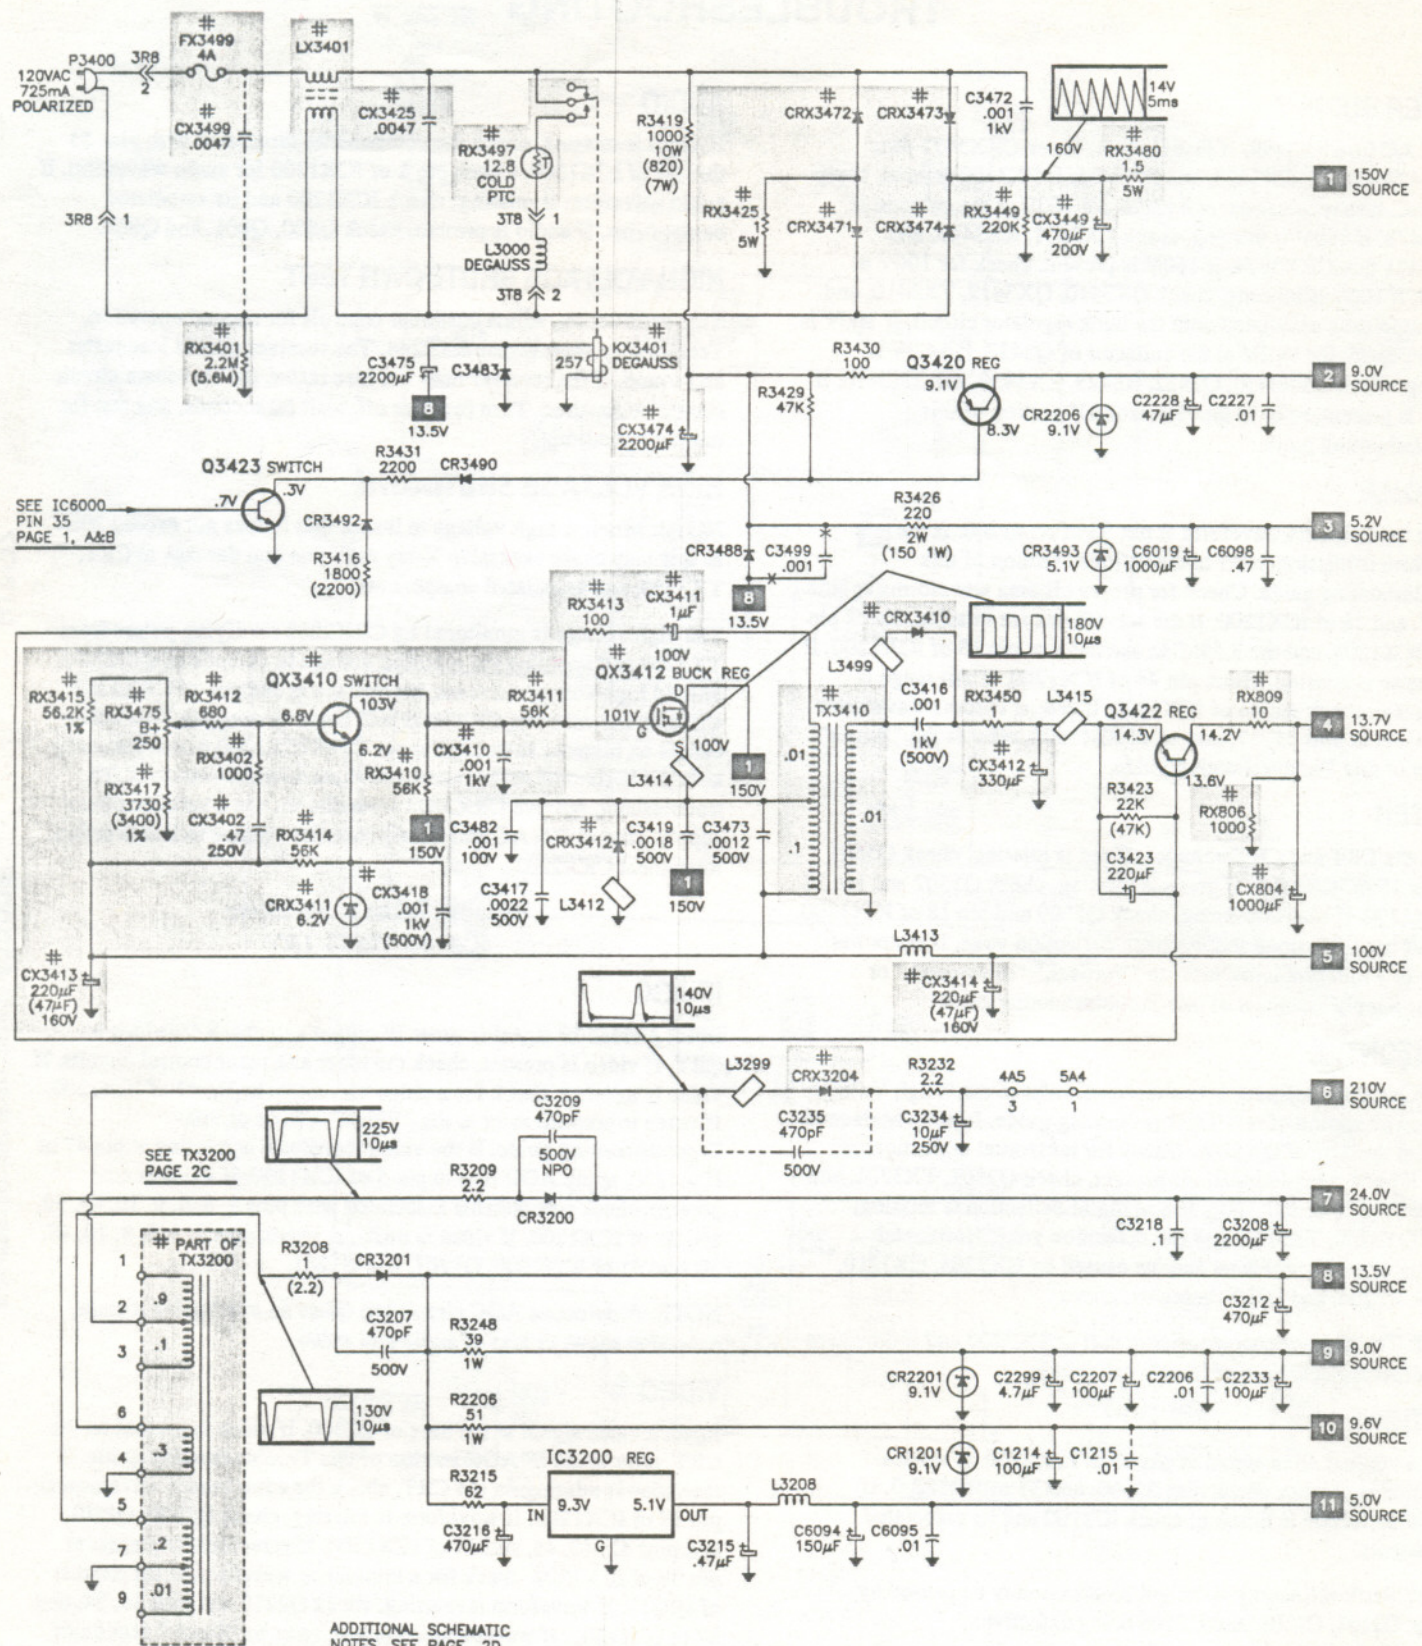 P3400
120VAC
725mA
POLARIZED
3R8
2
#
FX3499
4A
#
LX3401
#
CX3499
.0047
#
CX3425
.0047
#
RX3497
12.8
COLD
PTC
T
3T8
1
L3000
DEGAUSS
3T8
2
3R8
1
R3419
1000
10W
(820)
(7W)
#
CRX3472
#
CRX3473
C3472
.001
1kV
14V
5ms
160V
#
RX3480
1.5
5W
1
150V
SOURCE
#
RX3425
1
5W
#
CRX3471
#
CRX3474
#
RX3449
220K
#
CX3449
470µF
200V
#
RX3401
2.2M
(5.6M)
C3475
2200µF
8
13.5V
C3483
257
#
KX3401
DEGAUSS
#
CX3474
2200µF
R3430
100
R3429
47K
Q3420 REG
9.1V
8.3V
CR2206
9.1V
C2228
47µF
C2227
.01
2
9.0V
SOURCE
Q3423 SWITCH
.7V
.3V
R3431
2200
CR3490
SEE IC6000
PIN 35
PAGE 1, A&B
CR3492
R3416
1800
(2200)
CR3488
C3499
.001
8
13.5V
R3426
220
2W
(150 1W)
CR3493
5.1V
C6019
1000µF
C6098
.47
3
5.2V
SOURCE
#
RX3413
100
#
CX3411
1µF
100V
#
CRX3410
L3499
180V
10µs
#
RX3415
56.2K
1%
#
RX3475
B+
250
#
RX3412
680
#
QX3410 SWITCH
6.8V
103V
6.2V
#
RX3411
56K
#
QX3412 BUCK REG
D
101V
G
S
100V
#
TX3410
C3416
.001
1kV
(500V)
#
RX3450
1
L3415
Q3422 REG
14.3V
14.2V
13.6V
#
RX809
10
4
13.7V
SOURCE
#
RX3402
1000
#
RX3417
3730
(3400)
1%
#
RX3410
56K
#
CX3410
.001
1kV
L3414
1
150V
.01
.01
.1
#
CX3412
330µF
R3423
22K
(47K)
C3423
220µF
#
RX806
1000
#
CX3402
.47
250V
#
RX3414
56K
1
150V
C3482
.001
100V
#
CRX3412
C3419
.0018
500V
C3473
.0012
500V
#
CX804
1000µF
#
CRX3411
6.2V
#
CX3418
.001
1kV
(500V)
C3417
.0022
500V
L3412
1
150V
L3413
5
100V
SOURCE
#
CX3413
220µF
(47µF)
160V
#
CX3414
220µF
(47µF)
160V
140V
10µs
L3299
#
CRX3204
R3232
2.2
4A5
3
5A4
1
6
210V
SOURCE
C3235
470pF
500V
C3234
10µF
250V
225V
10µs
C3209
470pF
500V
NPO
SEE TX3200
PAGE 2C
R3209
2.2
CR3200
C3218
.1
C3208
2200µF
7
24.0V
SOURCE
# PART OF
TX3200
1
2
3
6
4
5
7
9
.9
.1
.3
.2
.01
R3208
1
(2.2)
CR3201
8
13.5V
SOURCE
C3212
470µF
C3207
470pF
500V
R3248
39
1W
9
9.0V
SOURCE
CR2201
9.1V
C2299
4.7µF
C2207
100µF
C2206
.01
C2233
100µF
130V
10µs
R2206
51
1W
10
9.6V
SOURCE
CR1201
9.1V
C1214
100µF
C1215
.01
IC3200 REG
R3215
62
IN
9.3V
5.1V
OUT
G
L3208
11
5.0V
SOURCE
C3216
470µF
C3215
.47µF
C6094
150µF
C6095
.01
ADDITIONAL SCHEMATIC
NOTES, SEE PAGE 2D